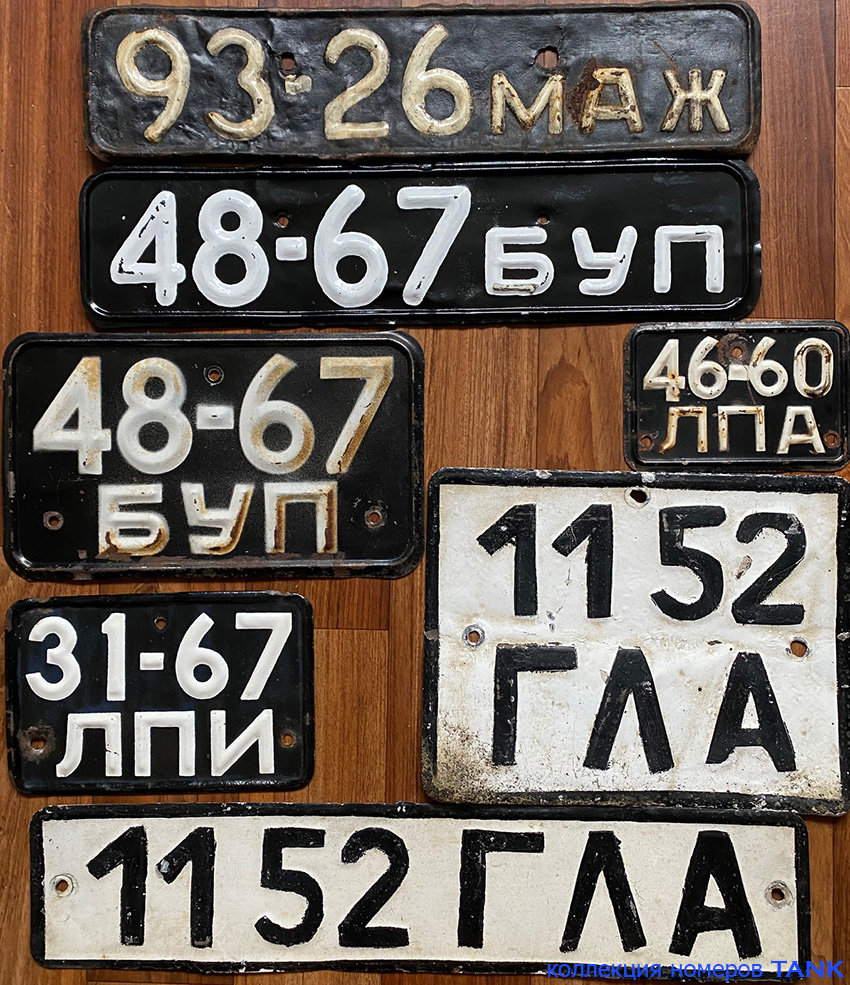 93-26 МАЖ
48-67 БУП
48-67
БУП
46-60
ЛПА
1152
ГЛА
31-67
ЛПИ
1152 ГЛА
коллекция номеров TANK